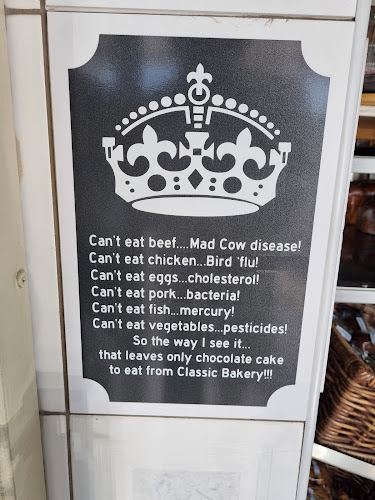 Can't eat beef....Mad Cow disease!
Can't eat chicken...Bird 'flu!
Can't eat eggs...cholesterol!
Can't eat pork...bacteria!
Can't eat fish...mercury!
Can't eat vegetables...pesticides!
So the way I see it...
that leaves only chocolate cake
to eat from Classic Bakery!!!